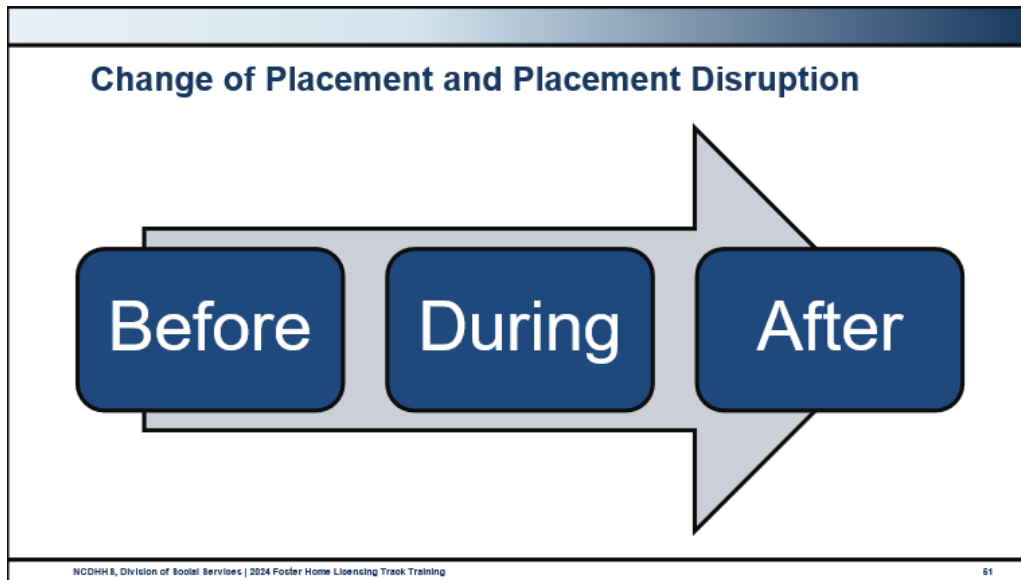 Change of Placement and Placement Disruption
Before
During
After
NCDHHS, Division of Social Services | 2024 Foster Home Licensing Track Training
51